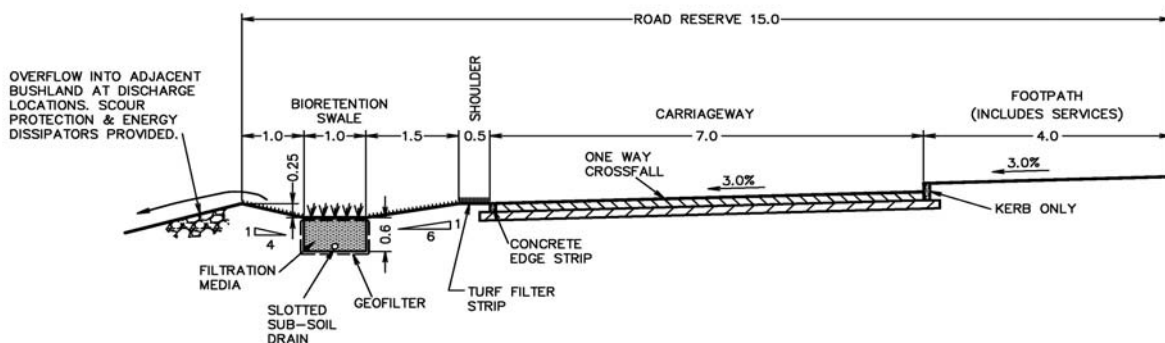 ROAD RESERVE 15.0
OVERFLOW INTO ADJACENT
BUSHLAND AT DISCHARGE
LOCATIONS. SCOUR
PROTECTION & ENERGY
DISSIPATORS PROVIDED.
BIORETENTION
SWALE
SHOULDER
CARRIAGEWAY
FOOTPATH
(INCLUDES SERVICES)
1.0
1.0
1.5
0.5
7.0
4.0
0.25
ONE WAY
CROSSFALL
3.0%
3.0%
KERB ONLY
1
4
0.6
1
6
CONCRETE
EDGE STRIP
FILTRATION
MEDIA
GEOFILTER
TURF FILTER
STRIP
SLOTTED
SUB-SOIL
DRAIN